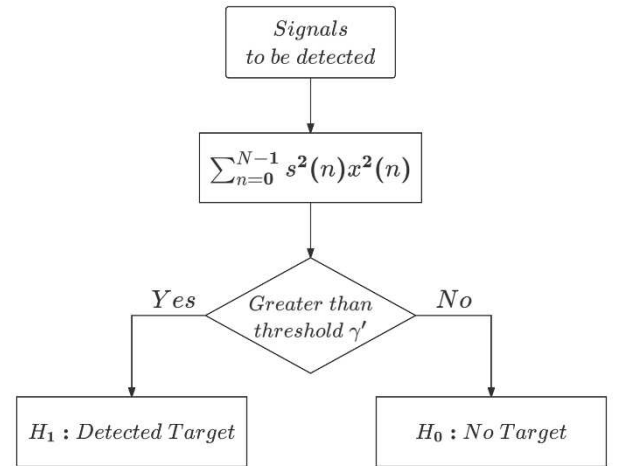 Signals
to be detected
∑_{n=0}^{N−1} s²(n)x²(n)
Yes
No
Greater than
threshold γ′
H₁ : Detected Target
H₀ : No Target